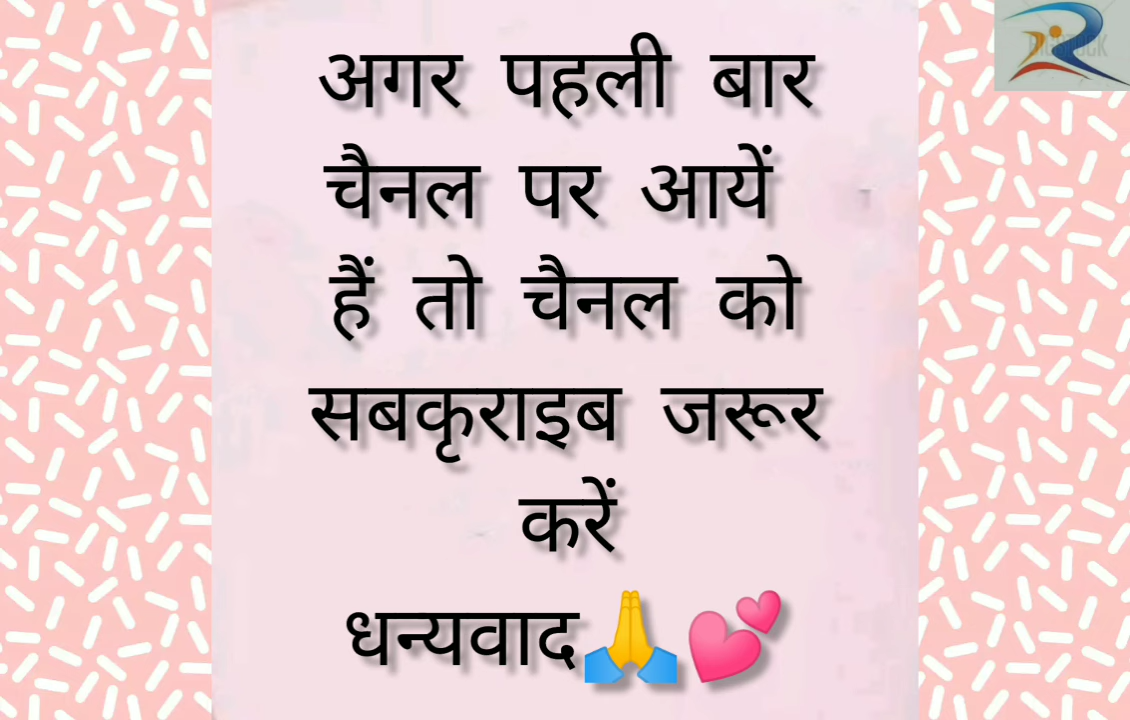 अगर पहली बार
चैनल पर आयें
हैं तो चैनल को
सबकृराइब जरूर
करें
धन्यवाद🙏💕